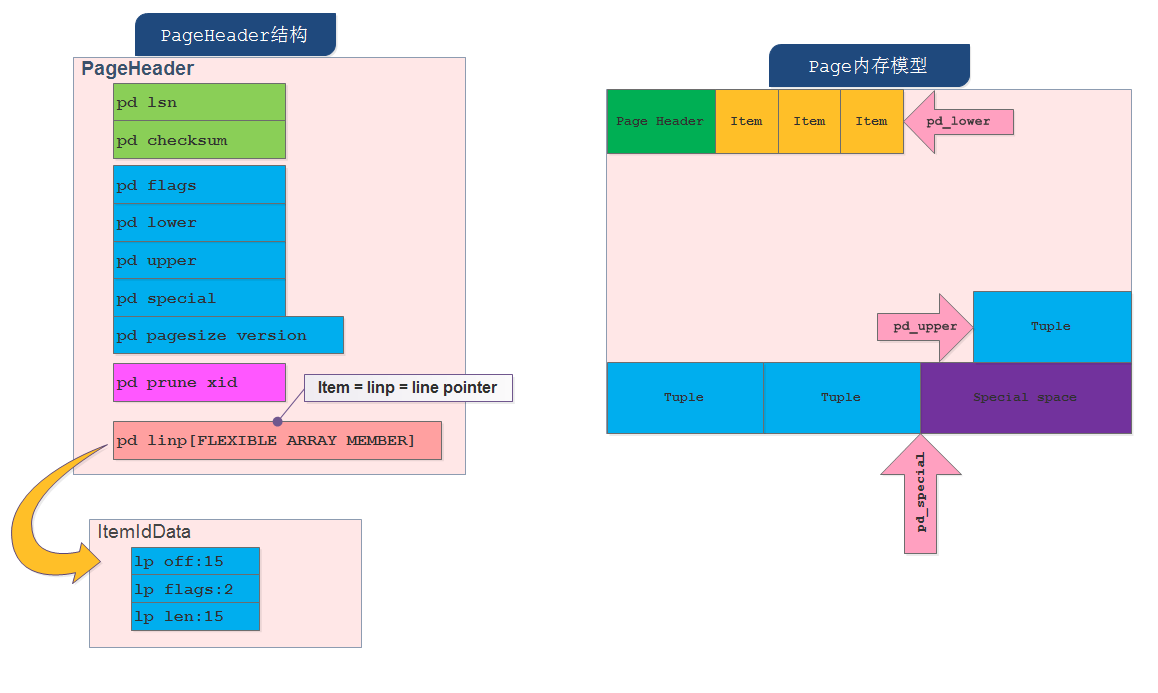 PageHeader结构
PageHeader
pd lsn
pd checksum
pd flags
pd lower
pd upper
pd special
pd pagesize version
pd prune xid
Item = linp = line pointer
pd linp[FLEXIBLE ARRAY MEMBER]
ItemIdData
lp off:15
lp flags:2
lp len:15
Page内存模型
Page Header
Item
Item
Item
pd_lower
pd_upper
Tuple
Tuple
Tuple
Special space
pd_special